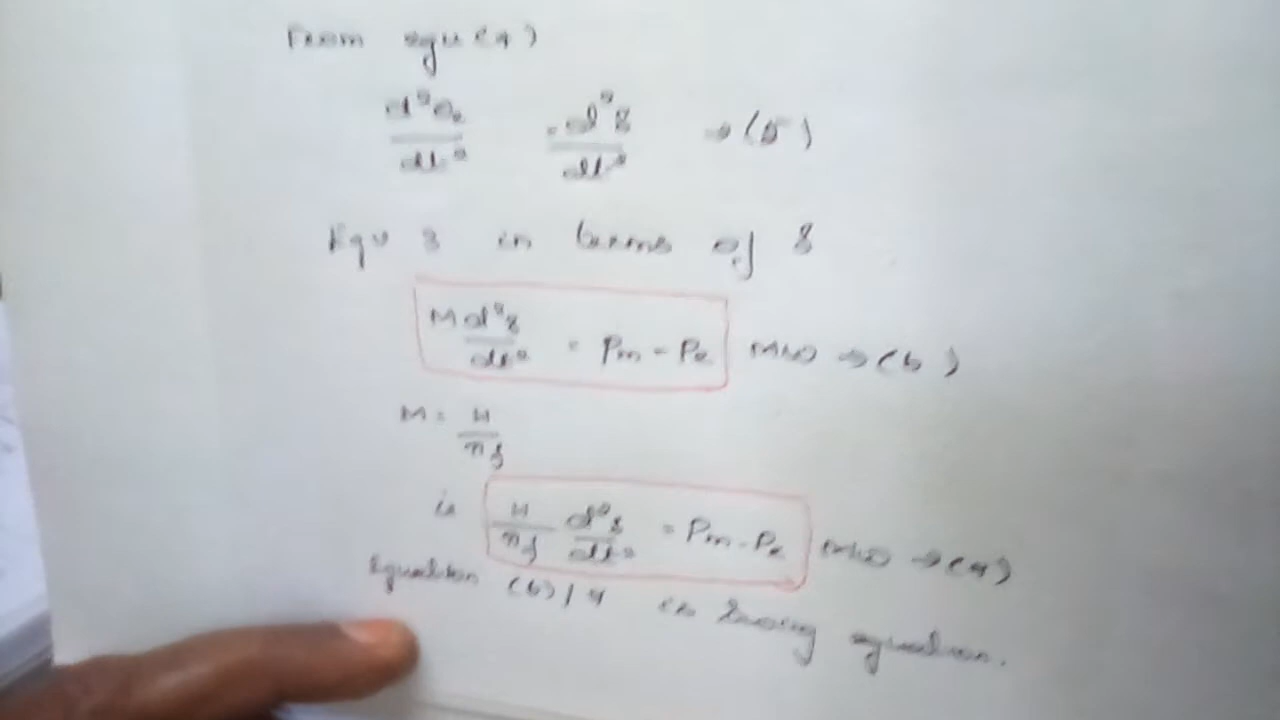 From equ (4)
d²θe/dt² = d²δ/dt² → (5)
Equ 3 in terms of δ
M d²δ/dt² = Pm - Pe MW → (6)
M = H/πf
is H/πf d²δ/dt² = Pm - Pe MW → (7)
Equation (6) / 7 is swing equation.